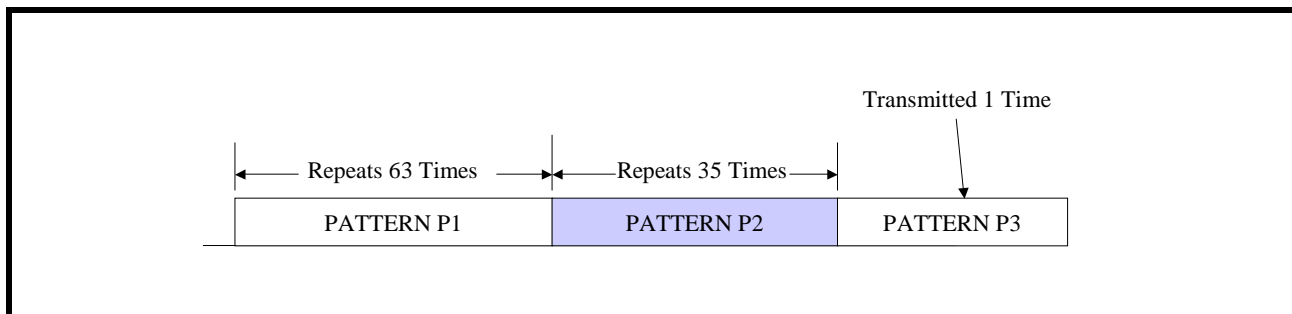 Transmitted 1 Time
Repeats 63 Times
Repeats 35 Times
PATTERN P1
PATTERN P2
PATTERN P3